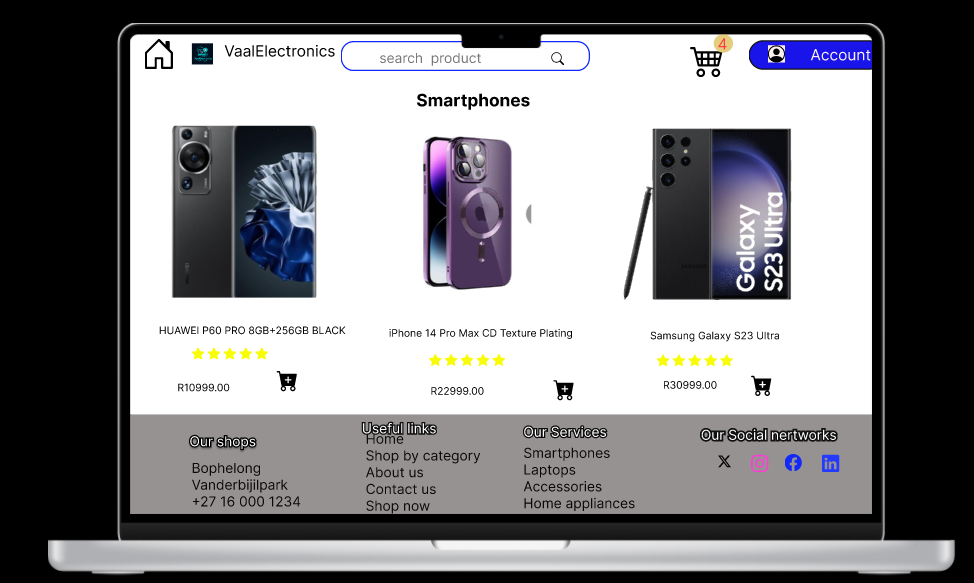 VaalElectronics
search product
4
Account
Smartphones
Galaxy
S23 Ultra
HUAWEI P60 PRO 8GB+256GB BLACK
iPhone 14 Pro Max CD Texture Plating
Samsung Galaxy S23 Ultra
R10999.00
R22999.00
R30999.00
Our shops
Bophelong
Vanderbijilpark
+27 16 000 1234
Useful links
Home
Shop by category
About us
Contact us
Shop now
Our Services
Smartphones
Laptops
Accessories
Home appliances
Our Social nertworks
X
in